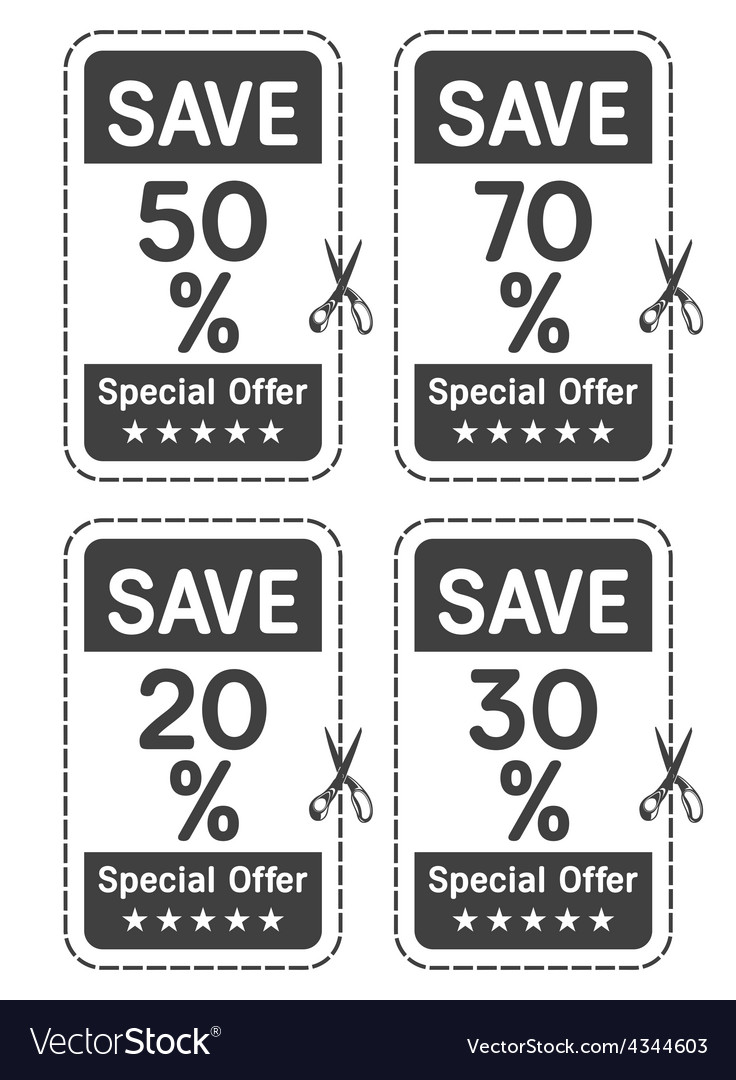 SAVE
50
%
Special Offer
SAVE
70
%
Special Offer
SAVE
20
%
Special Offer
SAVE
30
%
Special Offer
VectorStock®
VectorStock.com/4344603